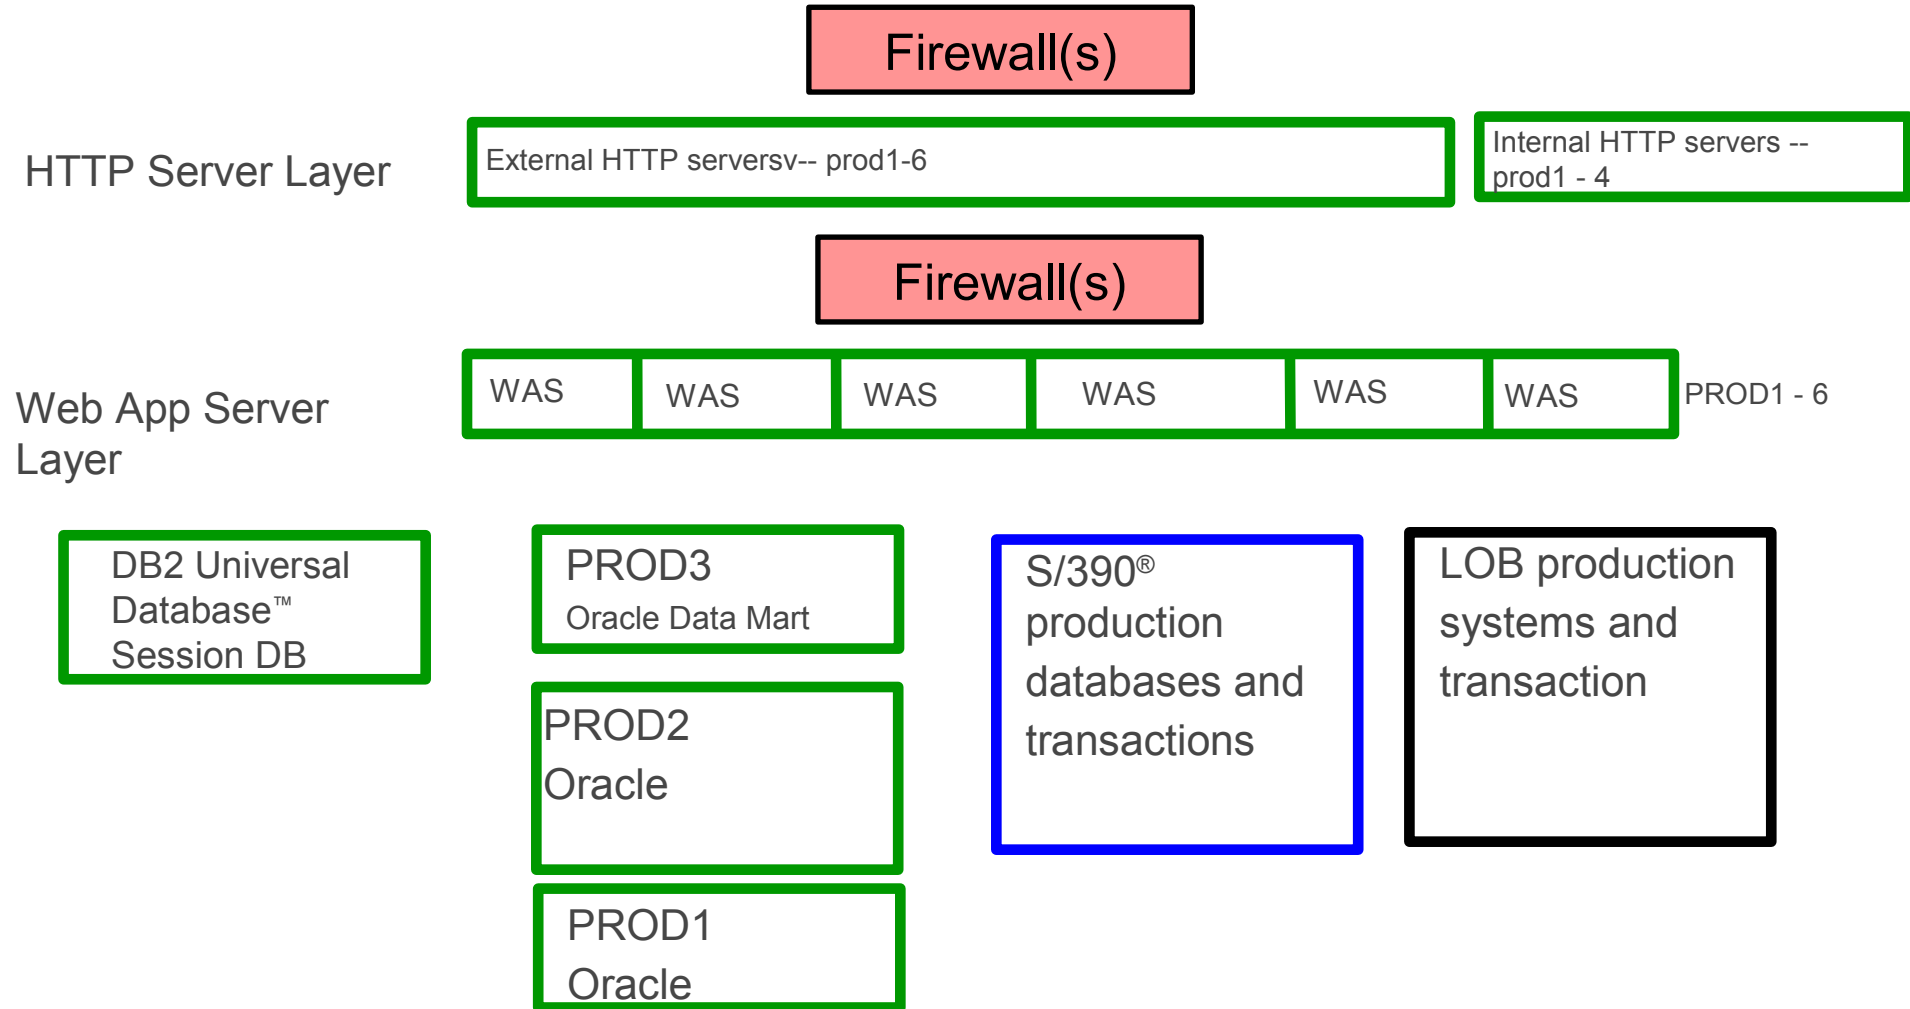 Firewall(s)
HTTP Server Layer
External HTTP serversv-- prod1-6
Internal HTTP servers --
prod1 - 4
Firewall(s)
Web App Server
Layer
WAS
WAS
WAS
WAS
WAS
WAS
PROD1 - 6
DB2 Universal
Database™
Session DB
PROD3
Oracle Data Mart
PROD2
Oracle
PROD1
Oracle
S/390®
production
databases and
transactions
LOB production
systems and
transaction